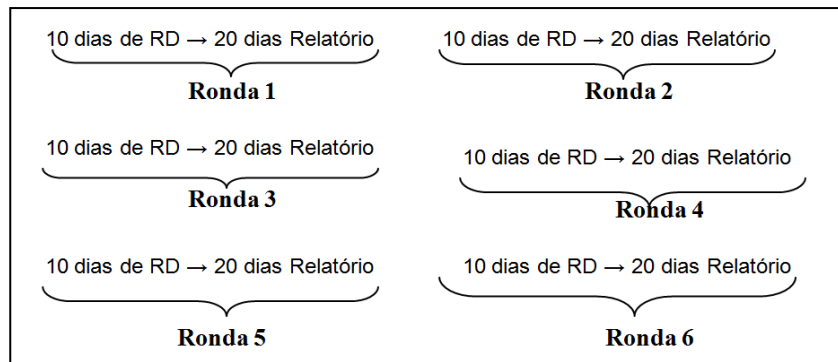 10 dias de RD → 20 dias Relatório
Ronda 1
10 dias de RD → 20 dias Relatório
Ronda 2
10 dias de RD → 20 dias Relatório
Ronda 3
10 dias de RD → 20 dias Relatório
Ronda 4
10 dias de RD → 20 dias Relatório
Ronda 5
10 dias de RD → 20 dias Relatório
Ronda 6